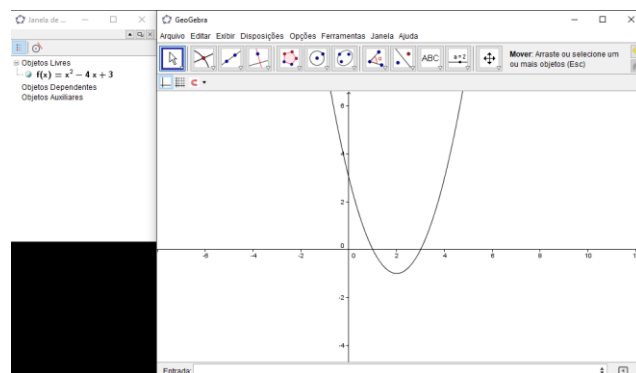 Janela de ...
Objetos Livres
f(x) = x² − 4 x + 3
Objetos Dependentes
Objetos Auxiliares
GeoGebra
Arquivo Editar Exibir Disposições Opções Ferramentas Janela Ajuda
ABC
a=2
Mover: Arraste ou selecione um
ou mais objetos (Esc)
6
4
2
0
-6 -4 -2 0 2 4 6 8 10 12
-2
-4
Entrada: